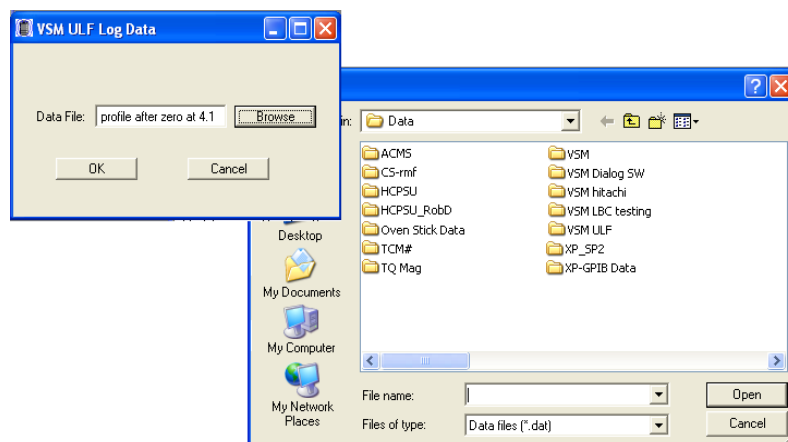 VSM ULF Log Data
Data File: profile after zero at 4.1 Browse
OK Cancel
in: Data
ACMS
CS-rmf
HCPSU
HCPSU_RobD
Oven Stick Data
TCM#
TQ Mag
VSM
VSM Dialog SW
VSM hitachi
VSM LBC testing
VSM ULF
XP_SP2
XP-GPIB Data
Desktop
My Documents
My Computer
My Network
Places
File name: Open
Files of type: Data files (*.dat) Cancel